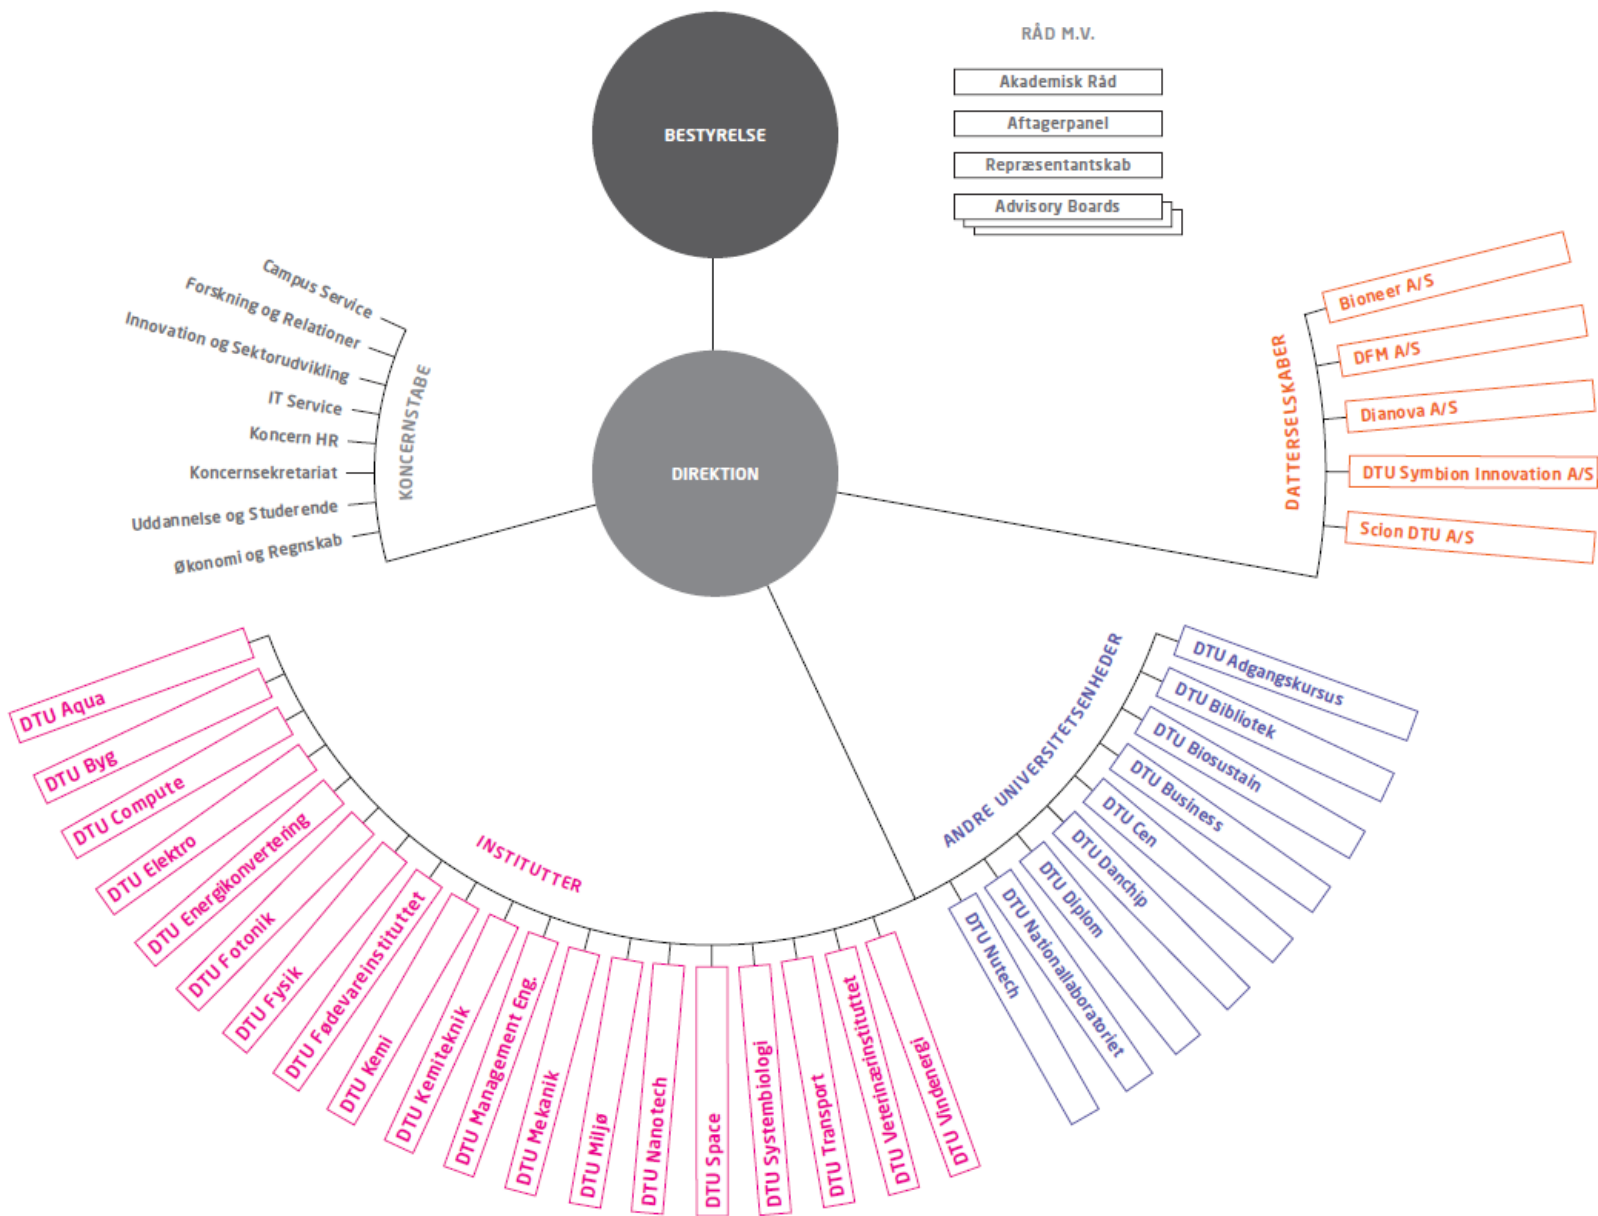 BESTYRELSE
RÅD M.V.
Akademisk Råd
Aftagerpanel
Repræsentantskab
Advisory Boards
DIREKTION
KONCERNSTABE
Campus Service
Forskning og Relationer
Innovation og Sektorudvikling
IT Service
Koncern HR
Koncernsekretariat
Uddannelse og Studerende
Økonomi og Regnskab
DATTERSELSKABER
Bioneer A/S
DFM A/S
Dianova A/S
DTU Symbion Innovation A/S
Scion DTU A/S
INSTITUTTER
DTU Aqua
DTU Byg
DTU Compute
DTU Elektro
DTU Energikonvertering
DTU Fotonik
DTU Fysik
DTU Fødevareinstituttet
DTU Kemi
DTU Kemiteknik
DTU Management Eng.
DTU Mekanik
DTU Miljø
DTU Nanotech
DTU Space
DTU Systembiologi
DTU Transport
DTU Veterinærinstituttet
DTU Vindenergi
ANDRE UNIVERSITETSENHEDER
DTU Adgangskursus
DTU Bibliotek
DTU Biosustain
DTU Business
DTU Cen
DTU Danchip
DTU Diplom
DTU Nationallaboratoriet
DTU Nutech